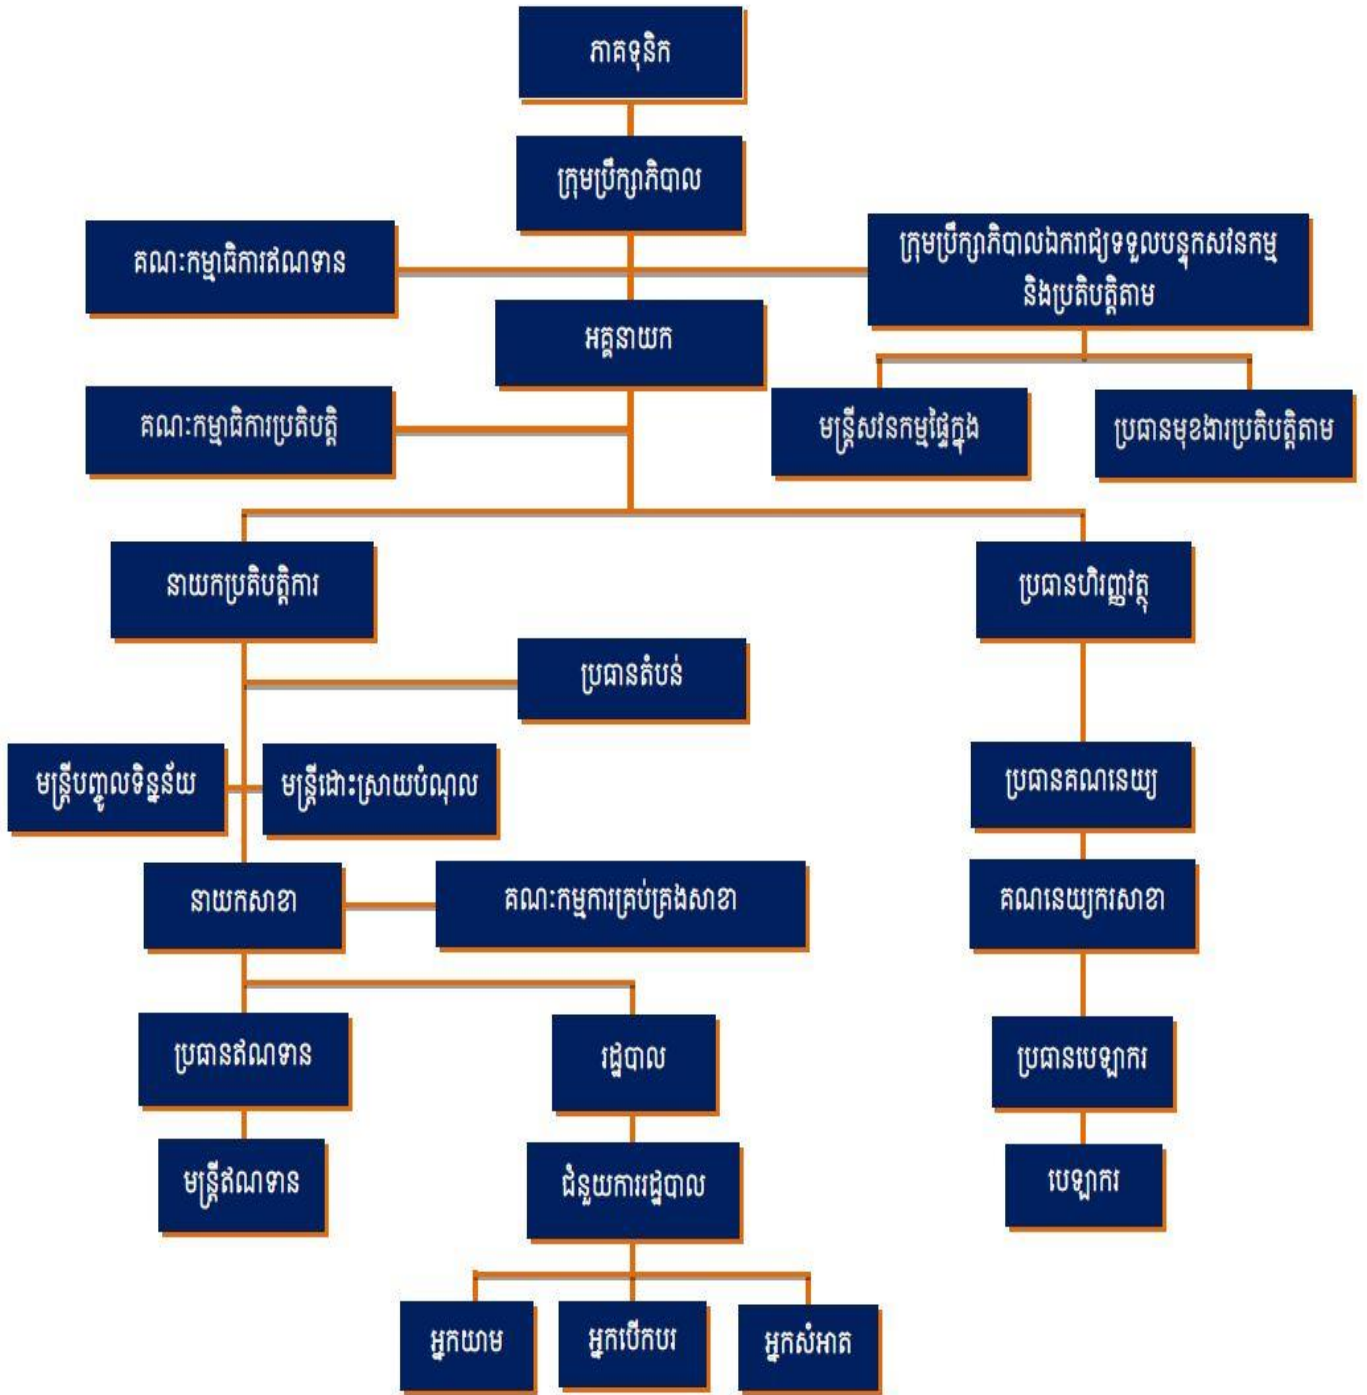 ភាគទុនិក
ក្រុមប្រឹក្សាភិបាល
គណៈកម្មាធិការឥណទាន
ក្រុមប្រឹក្សាភិបាលឯករាជ្យទទួលបន្ទុកសវនកម្ម
និងប្រតិបត្តិតាម
អគ្គនាយក
គណៈកម្មាធិការប្រតិបត្តិ
មន្ត្រីសវនកម្មផ្ទៃក្នុង
ប្រធានមុខងារប្រតិបត្តិតាម
នាយកប្រតិបត្តិការ
ប្រធានហិរញ្ញវត្ថុ
ប្រធានតំបន់
មន្ត្រីបញ្ចូលទិន្នន័យ
មន្ត្រីដោះស្រាយបំណុល
ប្រធានគណនេយ្យ
នាយកសាខា
គណៈកម្មការគ្រប់គ្រងសាខា
គណនេយ្យករសាខា
ប្រធានឥណទាន
រដ្ឋបាល
ប្រធានបេឡាករ
មន្ត្រីឥណទាន
ជំនួយការរដ្ឋបាល
បេឡាករ
អ្នកយាម
អ្នកបើកបរ
អ្នកសំអាត